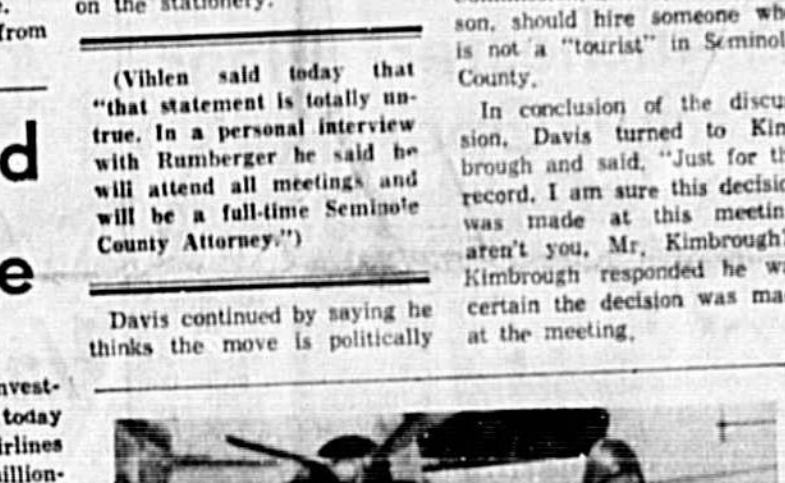 from
d
e
nvest-
today
irlines
illion-
on the stationery.
(Vihlen said today that
"that statement is totally un-
true. In a personal interview
with Rumberger he said he
will attend all meetings and
will be a full-time Seminole
County Attorney.")
Davis continued by saying he
thinks the move is politically
son, should hire someone wh
is not a "tourist" in Seminol
County.
In conclusion of the discu
sion, Davis turned to Kim
brough and said, "Just for th
record, I am sure this decisio
was made at this meetin
aren't you, Mr. Kimbrough?
Kimbrough responded he wa
certain the decision was ma
at the meeting.